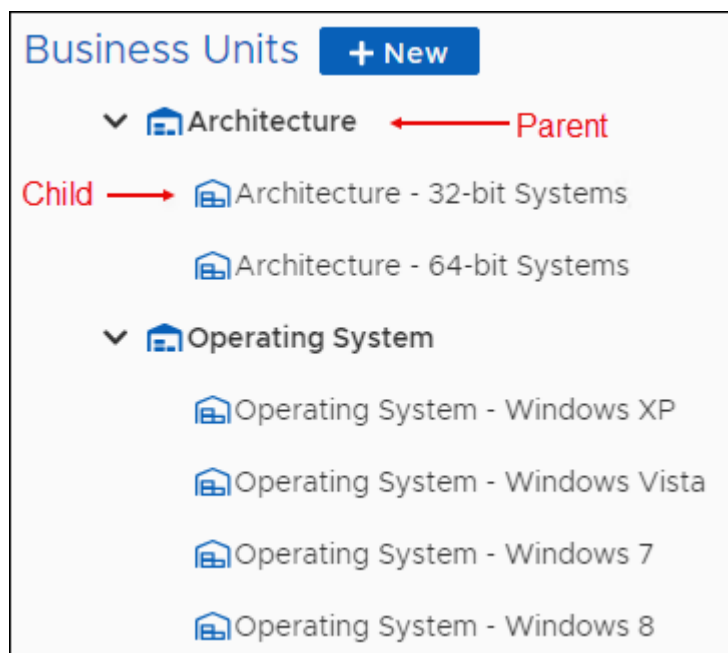 Business Units + New
Architecture Parent
Child Architecture - 32-bit Systems
Architecture - 64-bit Systems
Operating System
Operating System - Windows XP
Operating System - Windows Vista
Operating System - Windows 7
Operating System - Windows 8